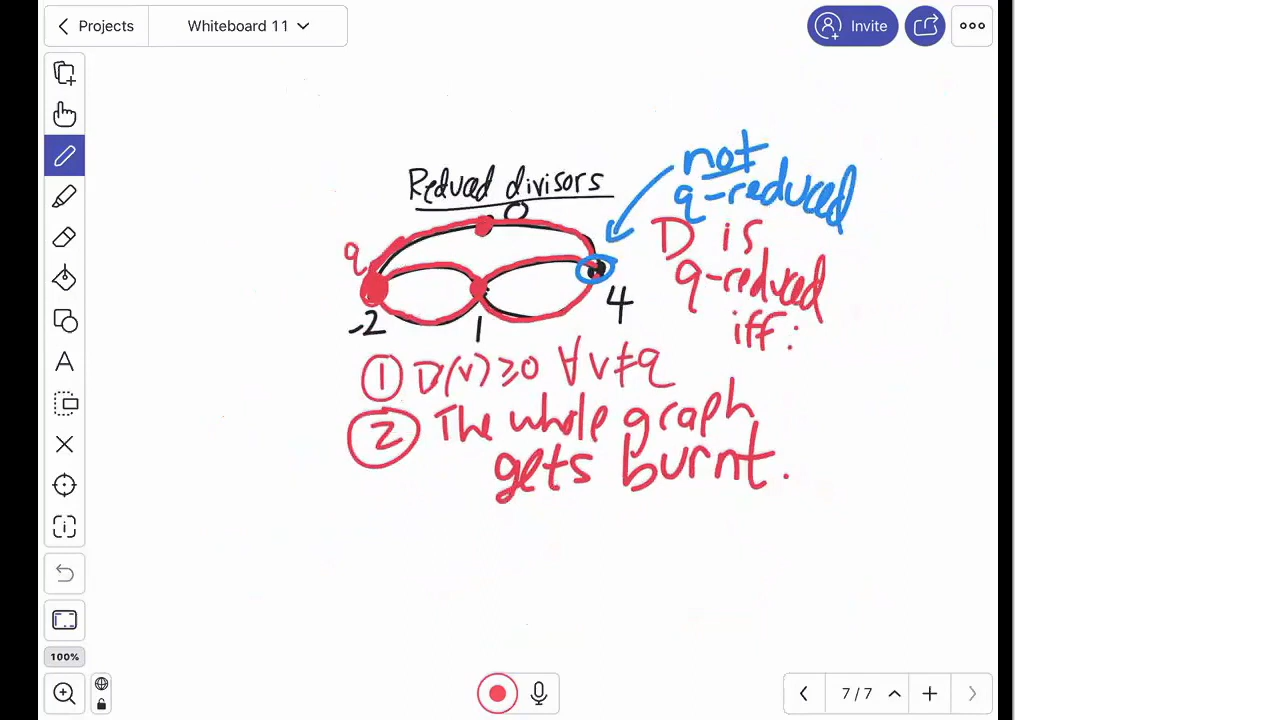 Projects
Whiteboard 11
Invite
Reduced divisors
not
q-reduced
0
q
-2
1
4
D is
q-reduced
iff:
① D(v) ≥ 0 ∀v≠q
② The whole graph
gets burnt.
A
100%
7/7